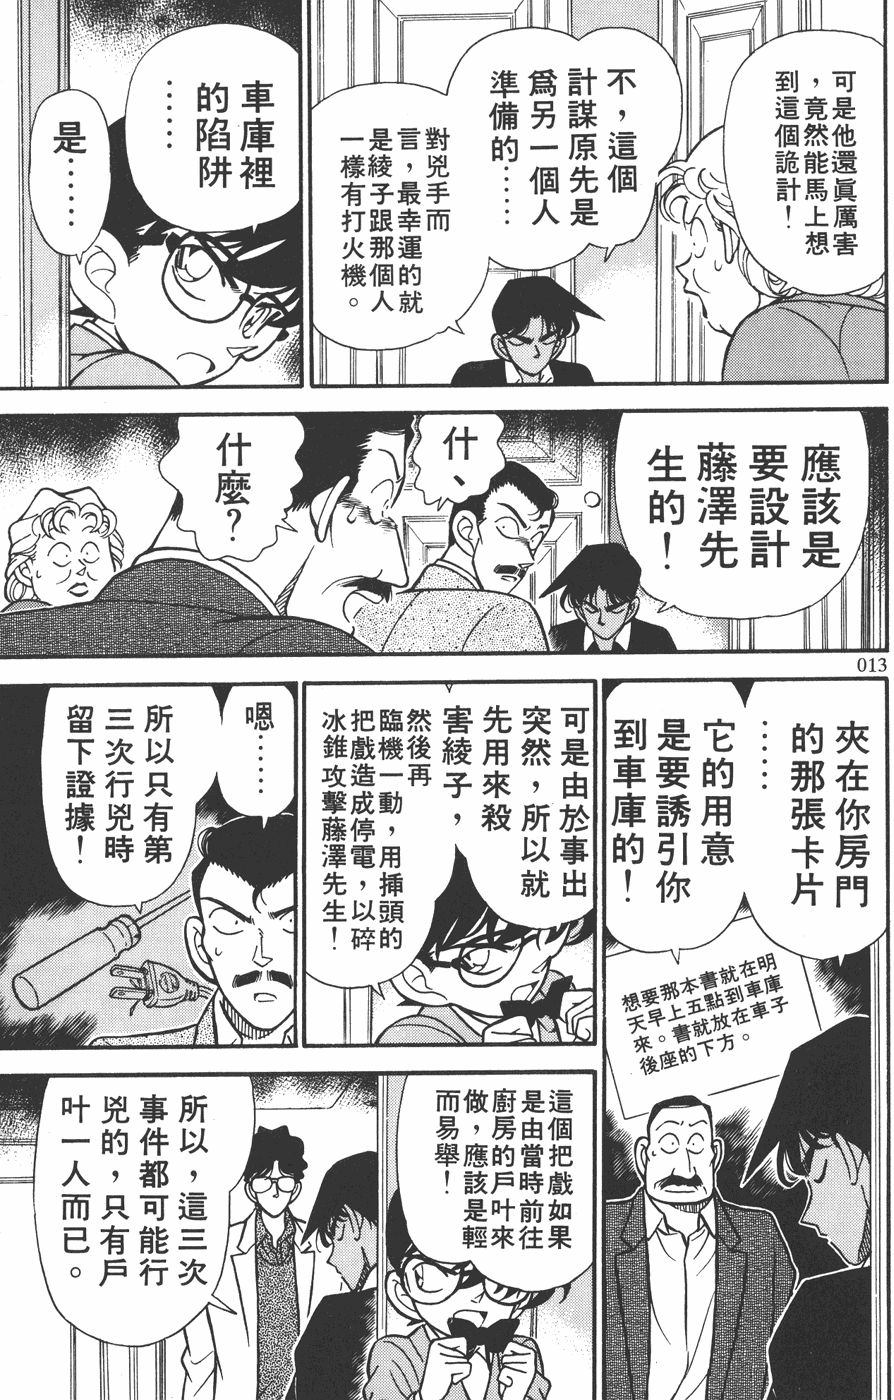 可是他還眞厲害
，竟然能馬上想
到這個詭計！
不，這個
計謀原先是
爲另一個人
準備的……
對兇手而
言，最幸運的就
是綾子跟那個人
一樣有打火機。
車庫裡
的陷阱
……
是……
應該是
要設計
藤澤先
生的！
什、
什麼？
013
夾在你房門
的那張卡片
……
它的用意
是要誘引你
到車庫的！
想要那本書就在明
天早上五點到車庫
來。書就放在車子
後座的下方。
可是由於事出
突然，所以就
先用來殺
害綾子，
然後再
臨機一動，用揷頭的
把戲造成停電，以碎
冰錐攻擊藤澤先生！
嗯……
所以只有第
三次行兇時
留下證據！
這個把戲如果
是由當時前往
廚房的戶叶來
做，應該是輕
而易舉！
所以，這三次
事件都可能行
兇的，只有戶
叶一人而已。